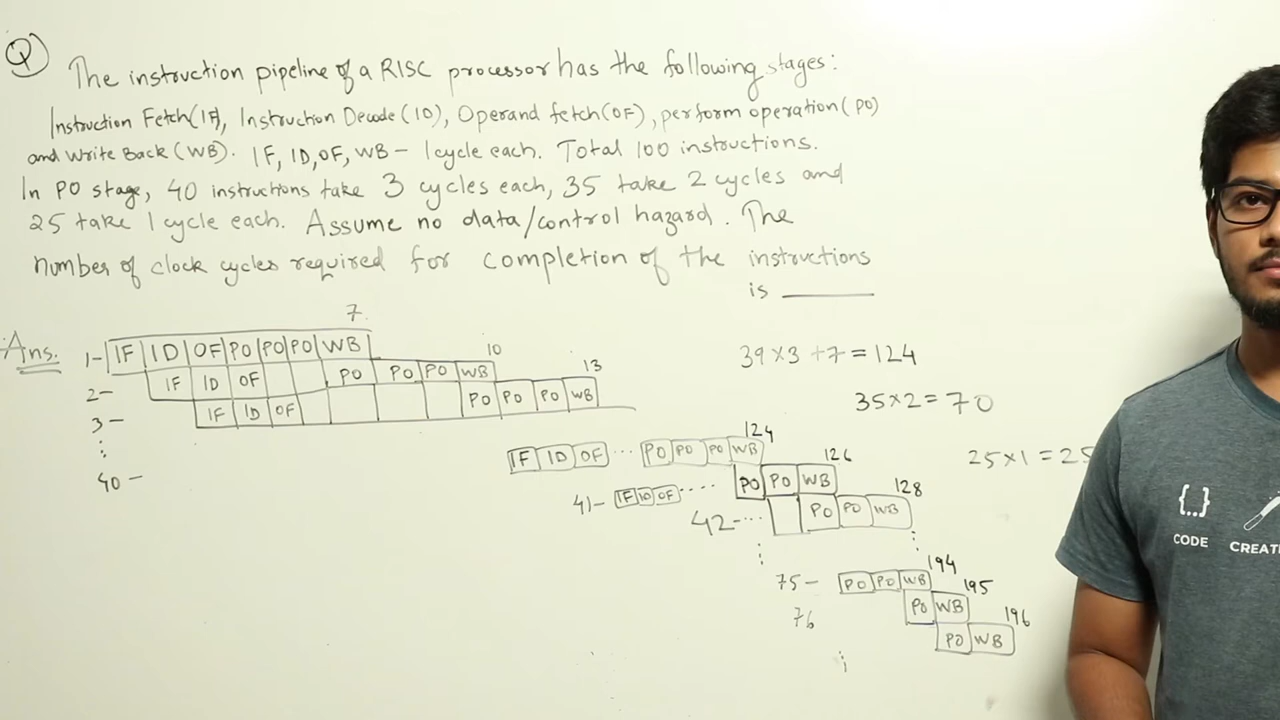 Q) The instruction pipeline of a RISC processor has the following stages:
Instruction Fetch(IF), Instruction Decode (ID), Operand fetch(OF), perform operation(PO)
and Write Back (WB). IF, ID, OF, WB - 1 cycle each. Total 100 instructions.
In PO stage, 40 instructions take 3 cycles each, 35 take 2 cycles and
25 take 1 cycle each. Assume no data/control hazard. The
number of clock cycles required for completion of the instructions
is ______
Ans.
7
1- IF ID OF PO PO PO WB
10
2- IF ID OF PO PO PO WB
13
3- IF ID OF PO PO PO WB
40-
39 x 3 + 7 = 124
35 x 2 = 70
25 x 1 = 25
124
IF ID OF ... PO PO PO WB
126
41- IF ID OF .... PO PO WB
128
42-... PO PO WB
194
75- PO PO WB
195
76 PO WB
196
PO WB
{..}
CODE CREATE